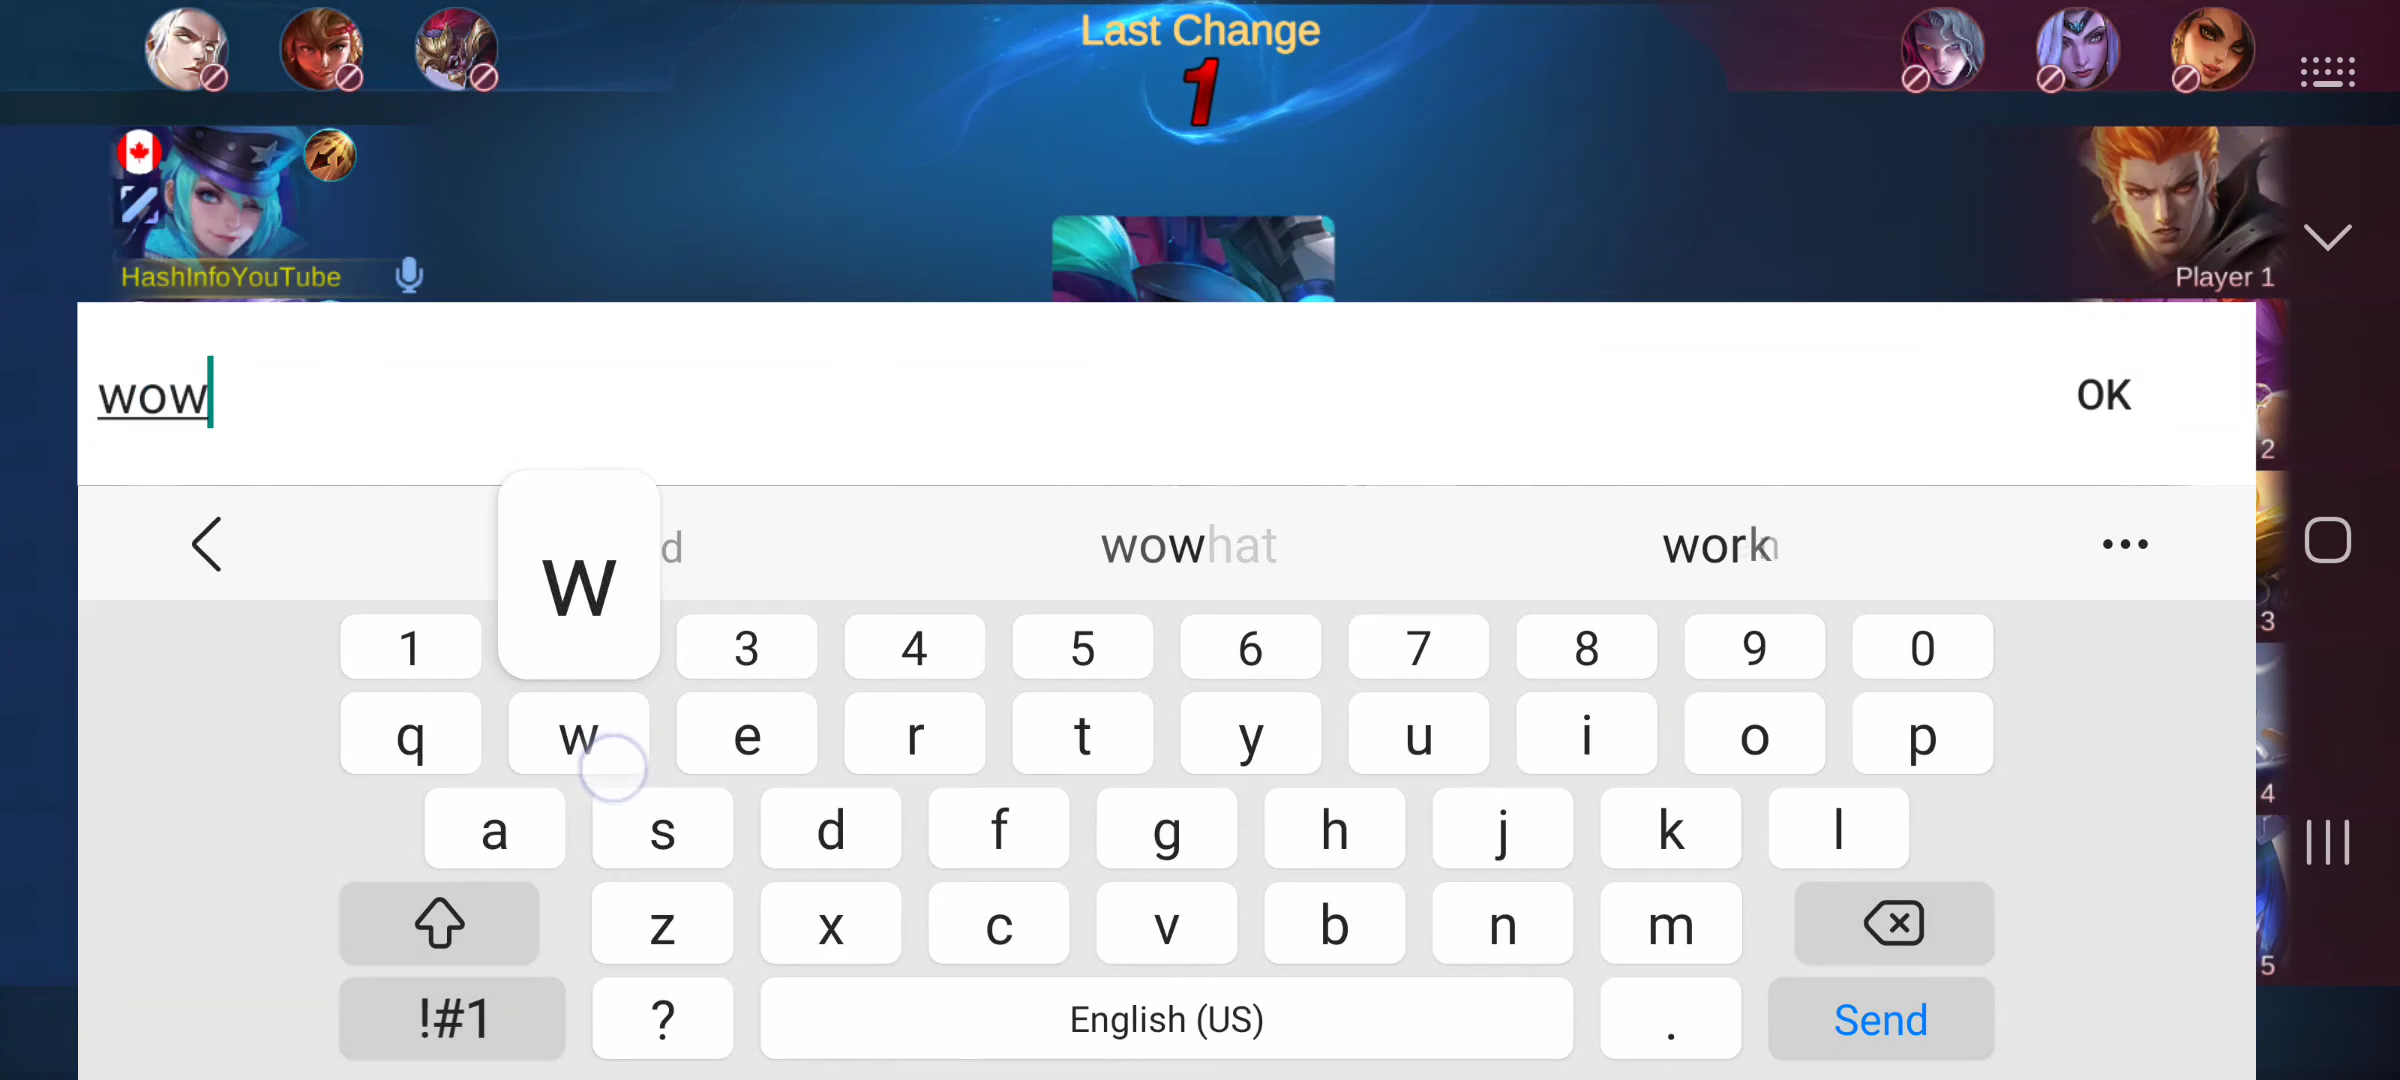 Last Change
1
HashInfoYouTube
Player 1
wow
OK
2
w
d
wowhat
work
1 3 4 5 6 7 8 9 0
3
q w e r t y u i o p
4
a s d f g h j k l
z x c v b n m
5
!#1 ? English (US) . Send